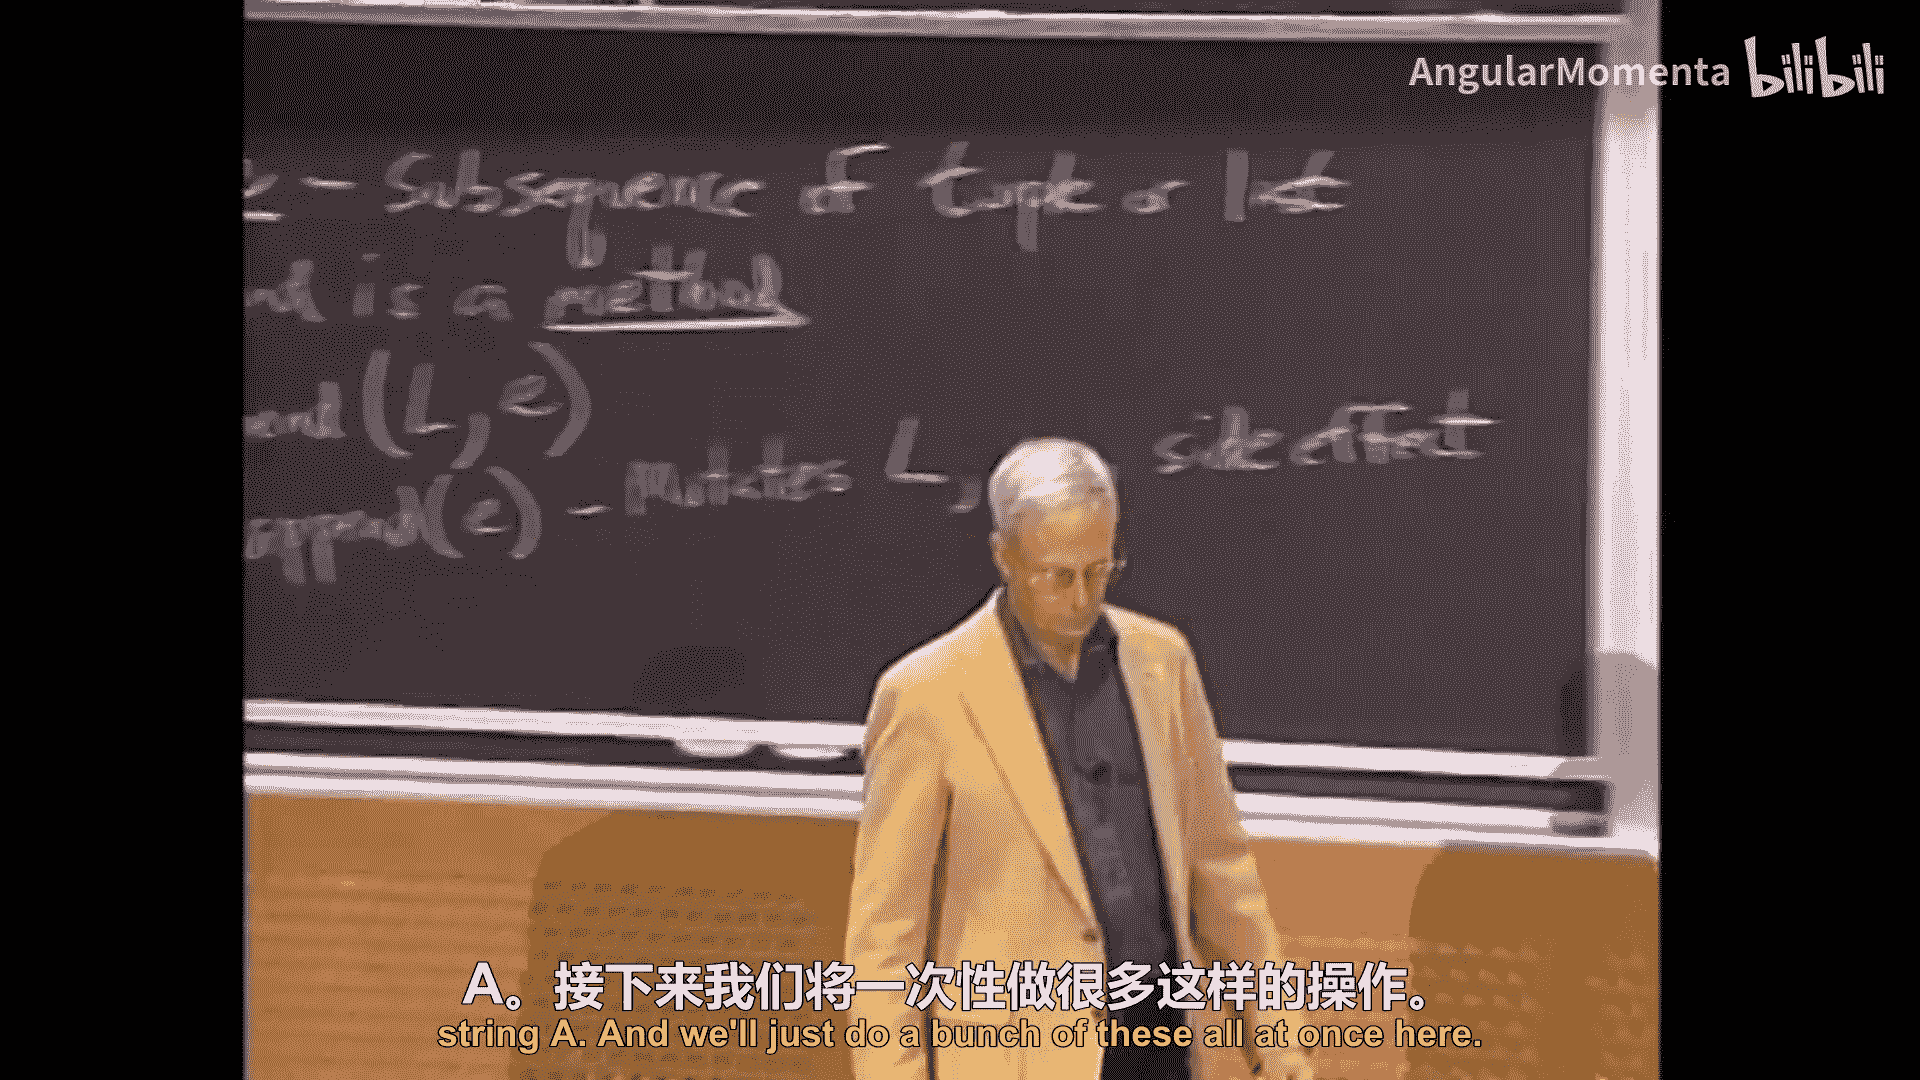 AngularMomenta bilibili
- Subsequence of tuple or list
is a method
(L, e)
append(e) - Mutates L, side effect
A。接下来我们将一次性做很多这样的操作。
string A. And we'll just do a bunch of these all at once here.